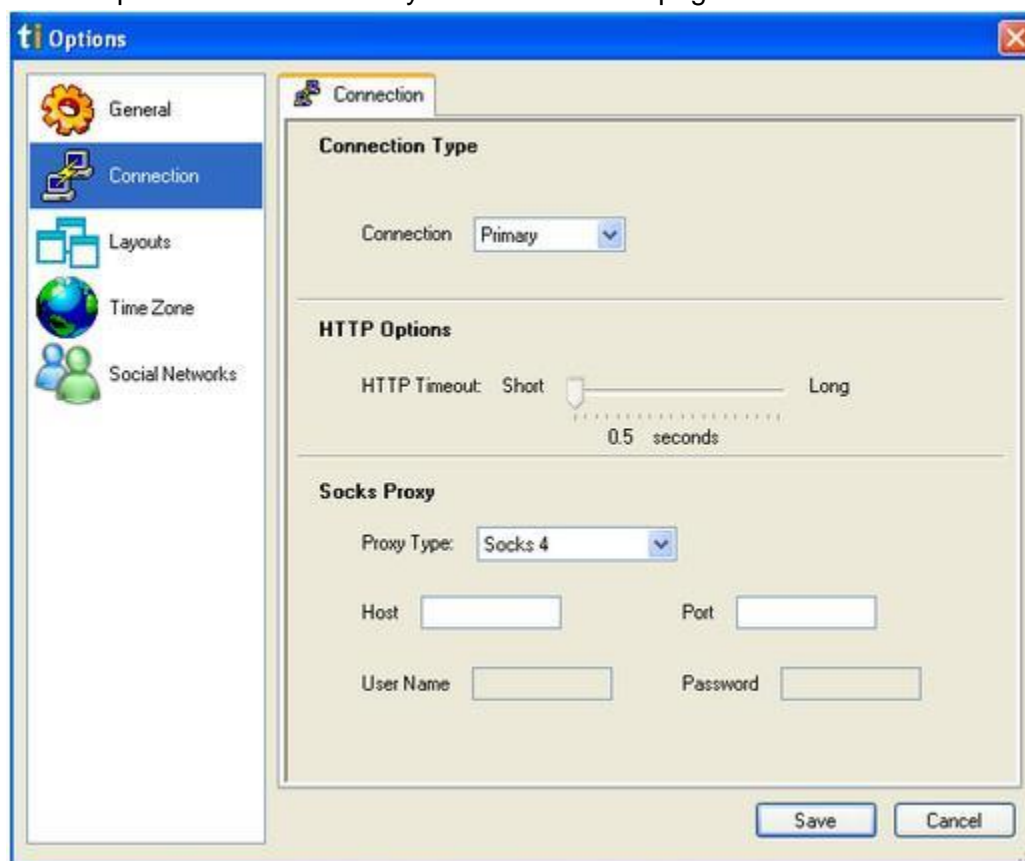 ti Options
General
Connection
Layouts
Time Zone
Social Networks
Connection
Connection Type
Connection Primary
HTTP Options
HTTP Timeout: Short Long
0.5 seconds
Socks Proxy
Proxy Type: Socks 4
Host Port
User Name Password
Save Cancel